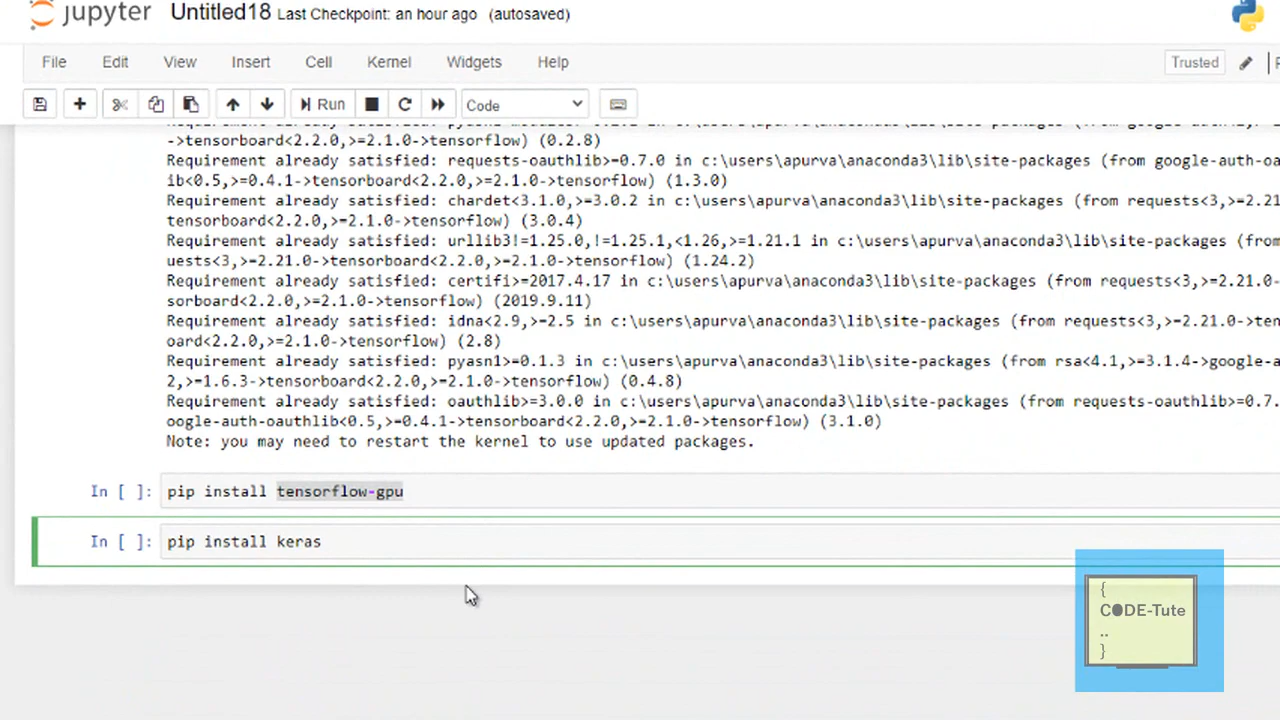 jupyter Untitled18 Last Checkpoint: an hour ago (autosaved)
File Edit View Insert Cell Kernel Widgets Help Trusted
Run Code
->tensorboard<2.2.0,>=2.1.0->tensorflow) (0.2.8)
Requirement already satisfied: requests-oauthlib>=0.7.0 in c:\users\apurva\anaconda3\lib\site-packages (from google-auth-oa
ib<0.5,>=0.4.1->tensorboard<2.2.0,>=2.1.0->tensorflow) (1.3.0)
Requirement already satisfied: chardet<3.1.0,>=3.0.2 in c:\users\apurva\anaconda3\lib\site-packages (from requests<3,>=2.21
tensorboard<2.2.0,>=2.1.0->tensorflow) (3.0.4)
Requirement already satisfied: urllib3!=1.25.0,!=1.25.1,<1.26,>=1.21.1 in c:\users\apurva\anaconda3\lib\site-packages (from
uests<3,>=2.21.0->tensorboard<2.2.0,>=2.1.0->tensorflow) (1.24.2)
Requirement already satisfied: certifi>=2017.4.17 in c:\users\apurva\anaconda3\lib\site-packages (from requests<3,>=2.21.0-
sorboard<2.2.0,>=2.1.0->tensorflow) (2019.9.11)
Requirement already satisfied: idna<2.9,>=2.5 in c:\users\apurva\anaconda3\lib\site-packages (from requests<3,>=2.21.0->ten
oard<2.2.0,>=2.1.0->tensorflow) (2.8)
Requirement already satisfied: pyasn1>=0.1.3 in c:\users\apurva\anaconda3\lib\site-packages (from rsa<4.1,>=3.1.4->google-a
2,>=1.6.3->tensorboard<2.2.0,>=2.1.0->tensorflow) (0.4.8)
Requirement already satisfied: oauthlib>=3.0.0 in c:\users\apurva\anaconda3\lib\site-packages (from requests-oauthlib>=0.7.
oogle-auth-oauthlib<0.5,>=0.4.1->tensorboard<2.2.0,>=2.1.0->tensorflow) (3.1.0)
Note: you may need to restart the kernel to use updated packages.
In [ ]: pip install tensorflow-gpu
In [ ]: pip install keras
{
CODE-Tute
..
}